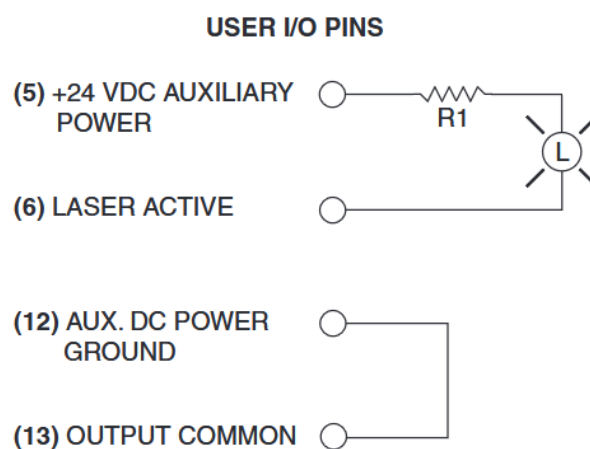 USER I/O PINS
(5) +24 VDC AUXILIARY
POWER
R1
L
(6) LASER ACTIVE
(12) AUX. DC POWER
GROUND
(13) OUTPUT COMMON